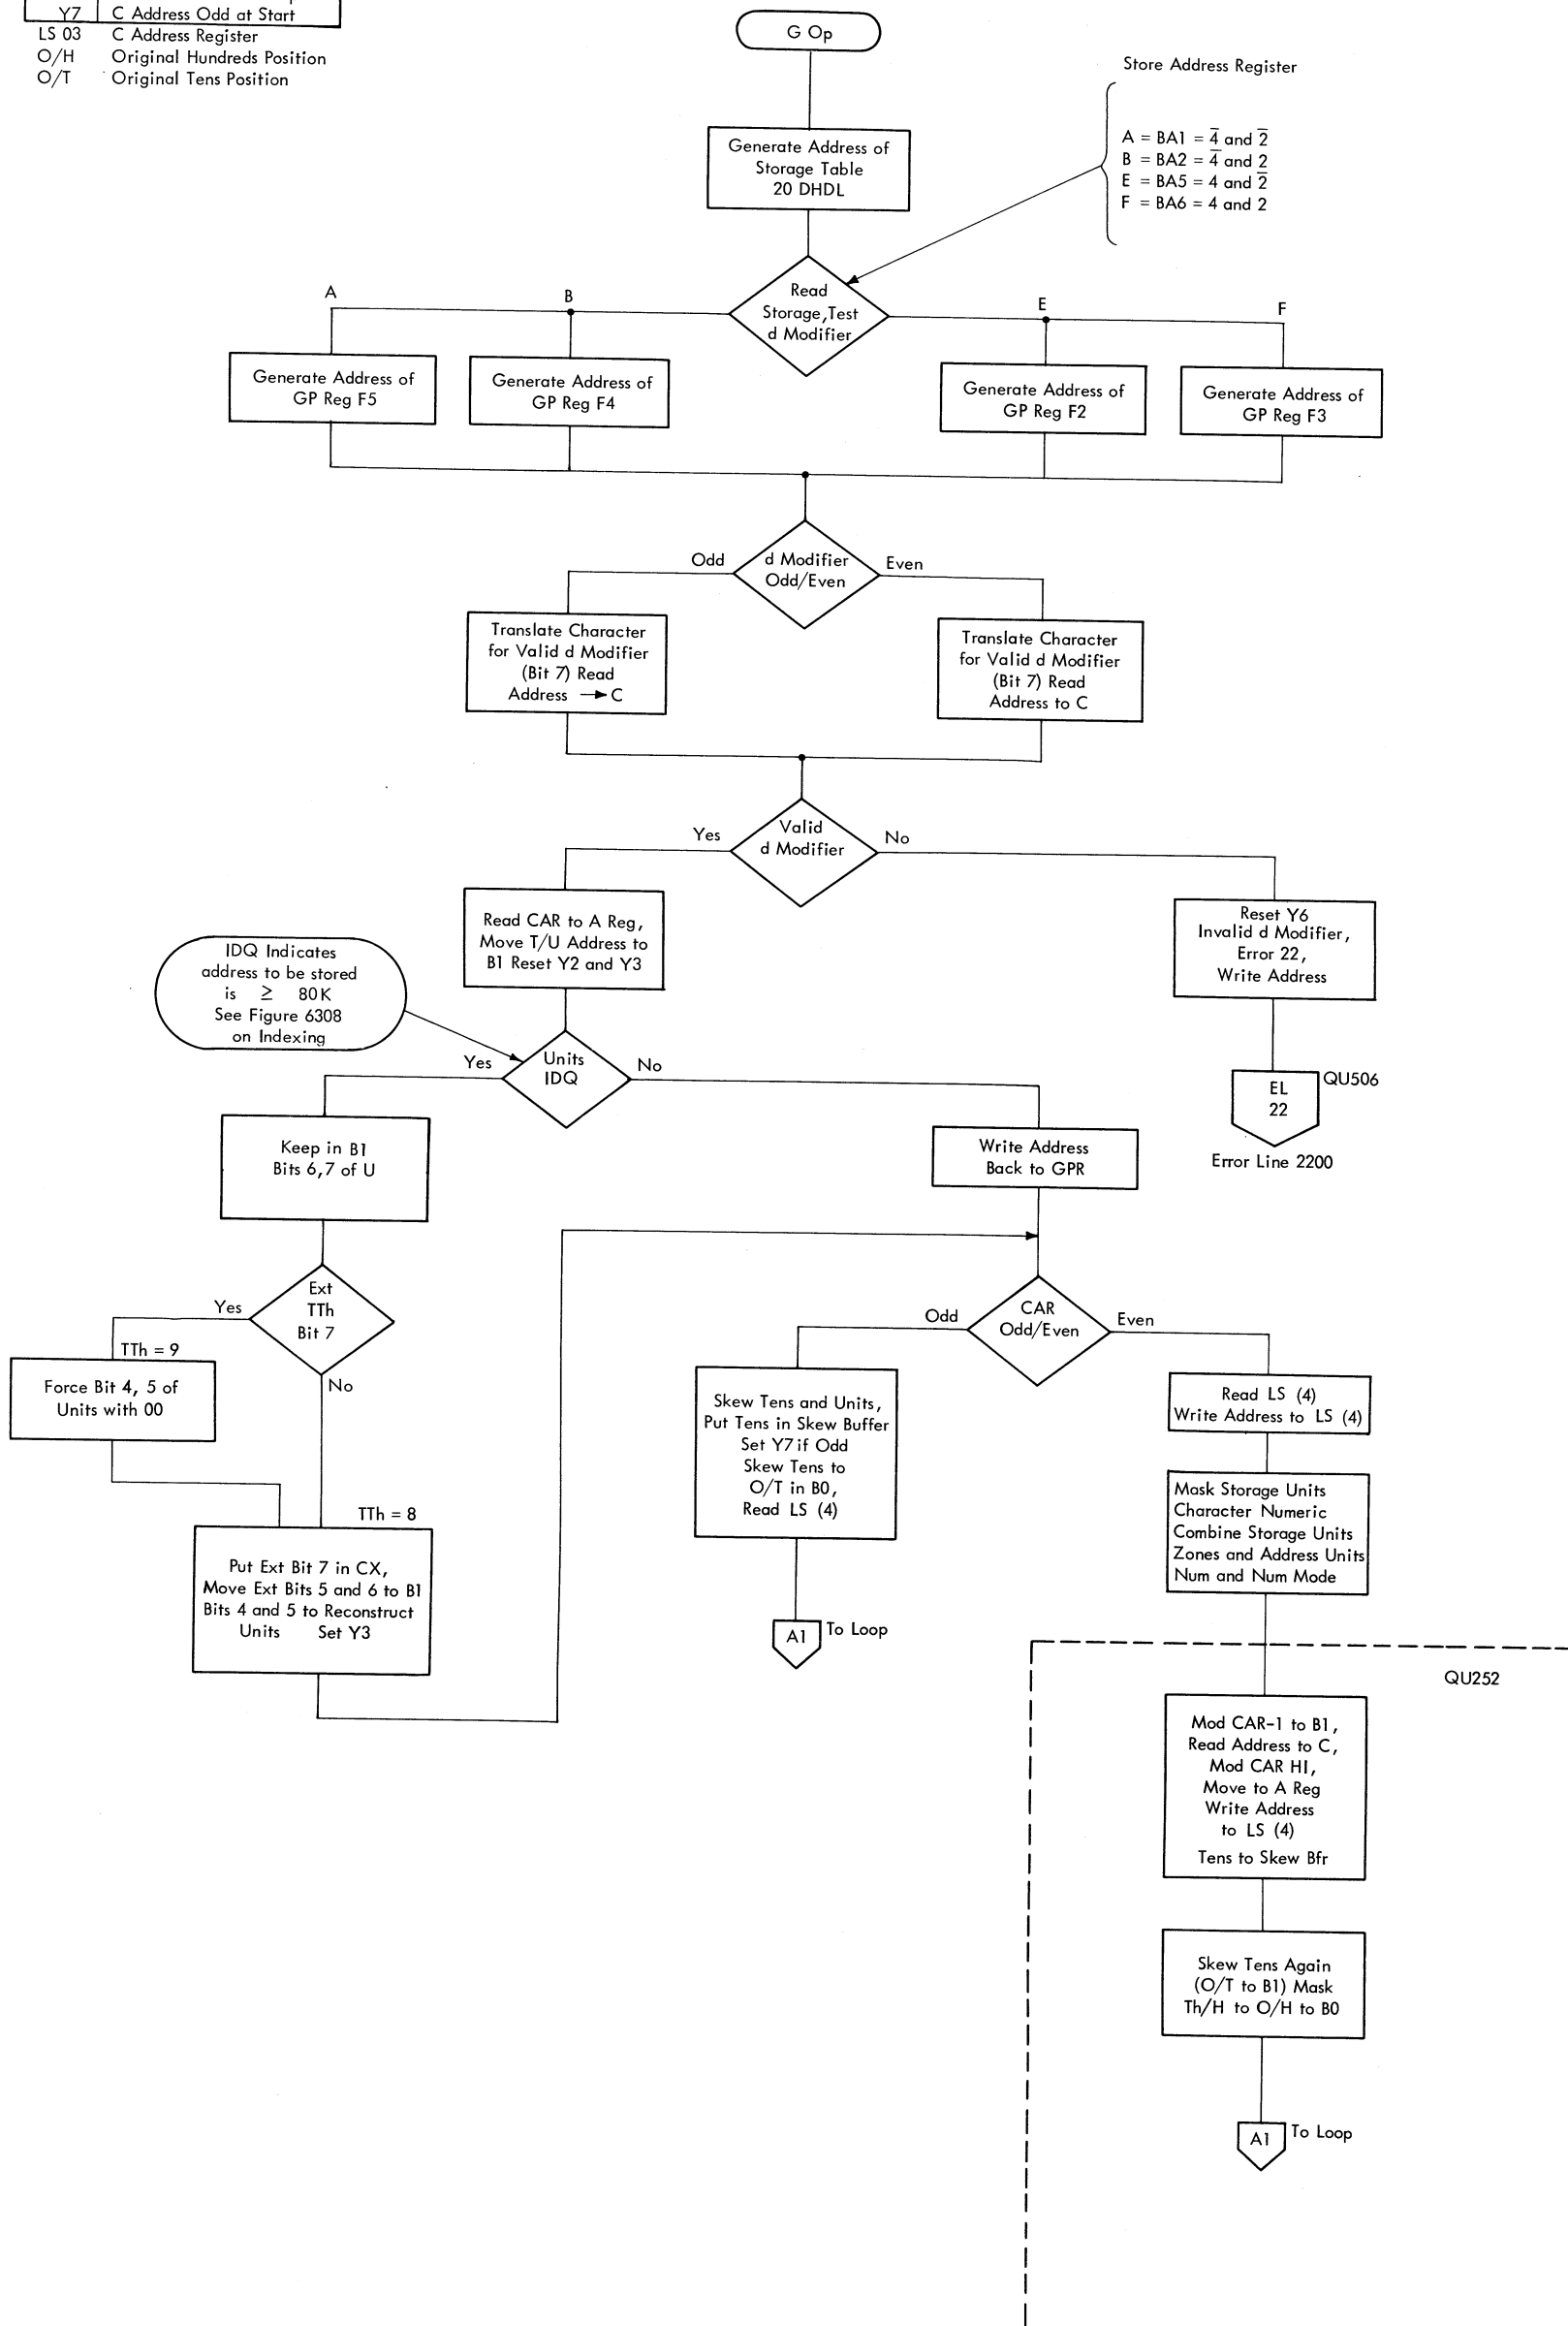 Y7 C Address Odd at Start
LS 03 C Address Register
O/H Original Hundreds Position
O/T Original Tens Position
G Op
Store Address Register
A = BA1 = 4̅ and 2̅
B = BA2 = 4̅ and 2
E = BA5 = 4 and 2̅
F = BA6 = 4 and 2
Generate Address of
Storage Table
20 DHDL
Read
Storage, Test
d Modifier
A
B
E
F
Generate Address of
GP Reg F5
Generate Address of
GP Reg F4
Generate Address of
GP Reg F2
Generate Address of
GP Reg F3
d Modifier
Odd/Even
Odd
Even
Translate Character
for Valid d Modifier
(Bit 7) Read
Address → C
Translate Character
for Valid d Modifier
(Bit 7) Read
Address to C
Valid
d Modifier
Yes
No
Read CAR to A Reg,
Move T/U Address to
B1 Reset Y2 and Y3
Reset Y6
Invalid d Modifier,
Error 22,
Write Address
IDQ Indicates
address to be stored
is ≥ 80K
See Figure 6308
on Indexing
Units
IDQ
Yes
No
EL
22
QU506
Error Line 2200
Keep in B1
Bits 6,7 of U
Write Address
Back to GPR
Ext
TTh
Bit 7
Yes
No
TTh = 9
Force Bit 4, 5 of
Units with 00
TTh = 8
Put Ext Bit 7 in CX,
Move Ext Bits 5 and 6 to B1
Bits 4 and 5 to Reconstruct
Units Set Y3
CAR
Odd/Even
Odd
Even
Skew Tens and Units,
Put Tens in Skew Buffer
Set Y7 if Odd
Skew Tens to
O/T in B0,
Read LS (4)
A1
To Loop
Read LS (4)
Write Address to LS (4)
Mask Storage Units
Character Numeric
Combine Storage Units
Zones and Address Units
Num and Num Mode
QU252
Mod CAR-1 to B1,
Read Address to C,
Mod CAR HI,
Move to A Reg
Write Address
to LS (4)
Tens to Skew Bfr
Skew Tens Again
(O/T to B1) Mask
Th/H to O/H to B0
A1
To Loop